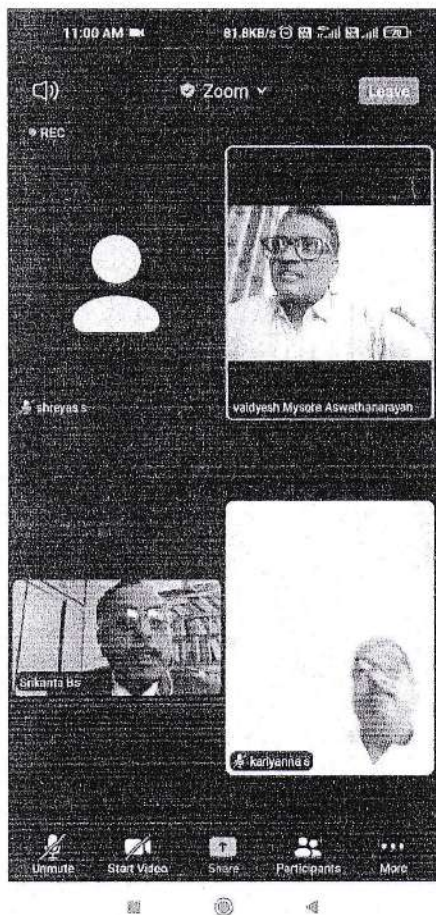 11:00 AM 81.8KB/s 20
Zoom Leave
REC
shreyas s
vaidyesh Mysore Aswathanarayan
Srikanta Bs
kariyanna s
Unmute Start Video Share Participants More